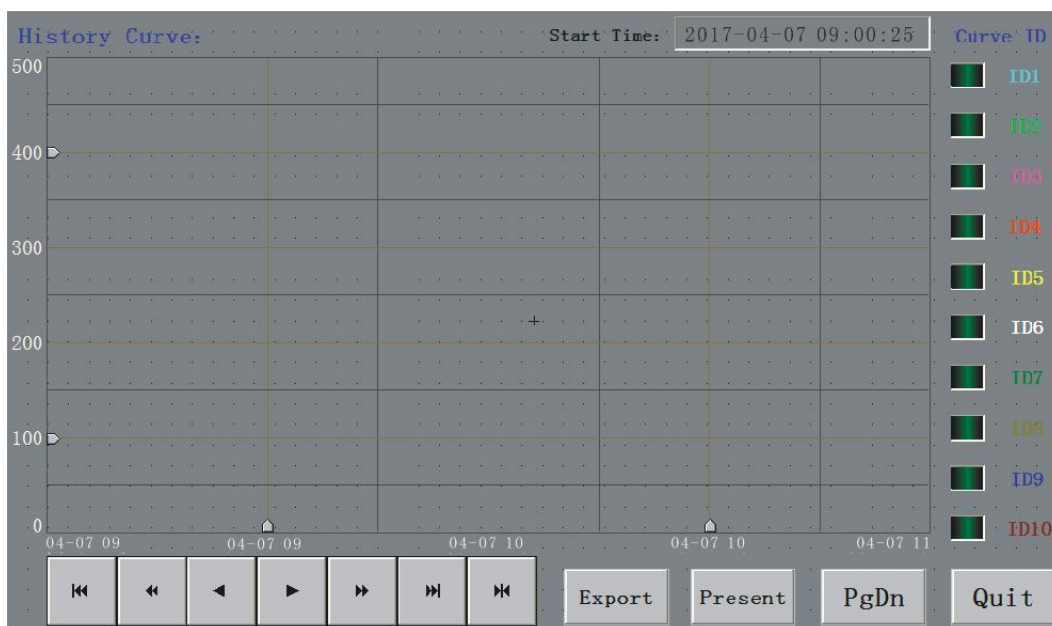 History Curve: Start Time: 2017-04-07 09:00:25 Curve ID
500
400
300
200
100
0
ID1
ID2
ID3
ID4
ID5
ID6
ID7
ID8
ID9
ID10
04-07 09 04-07 09 04-07 10 04-07 10 04-07 11
Export Present PgDn Quit